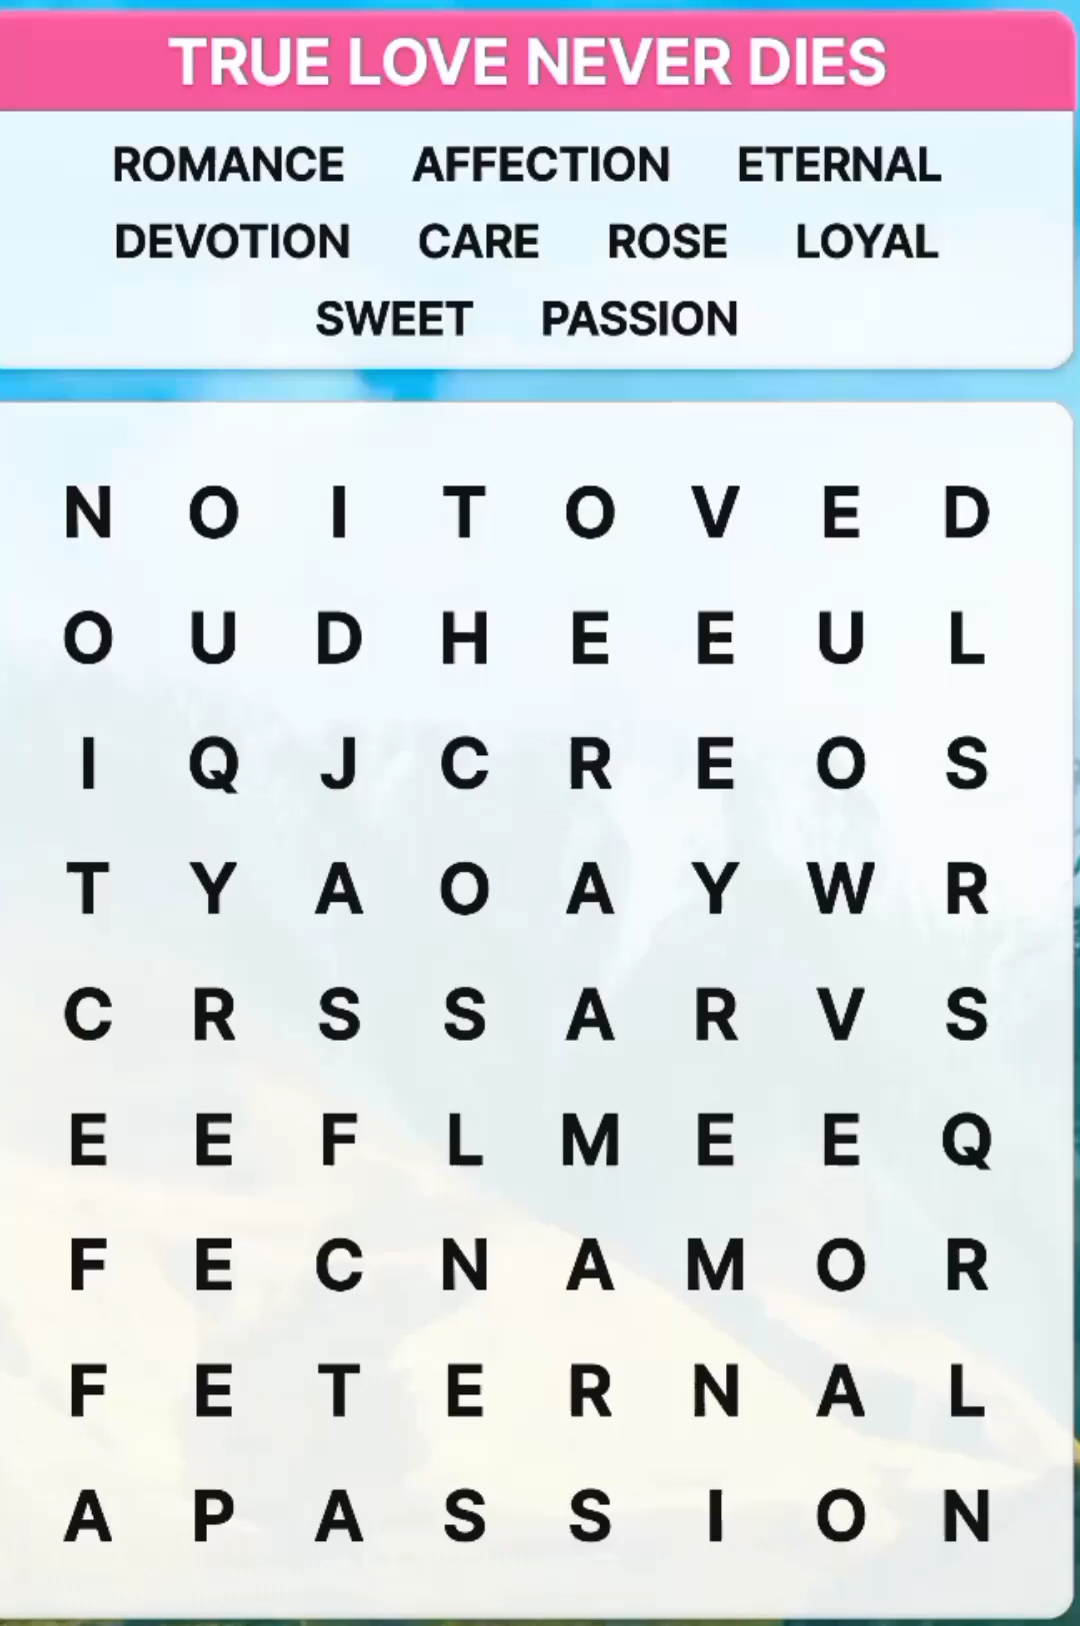 TRUE LOVE NEVER DIES
ROMANCE AFFECTION ETERNAL
DEVOTION CARE ROSE LOYAL
SWEET PASSION
N O I T O V E D
O U D H E E U L
I Q J C R E O S
T Y A O A Y W R
C R S S A R V S
E E F L M E E Q
F E C N A M O R
F E T E R N A L
A P A S S I O N